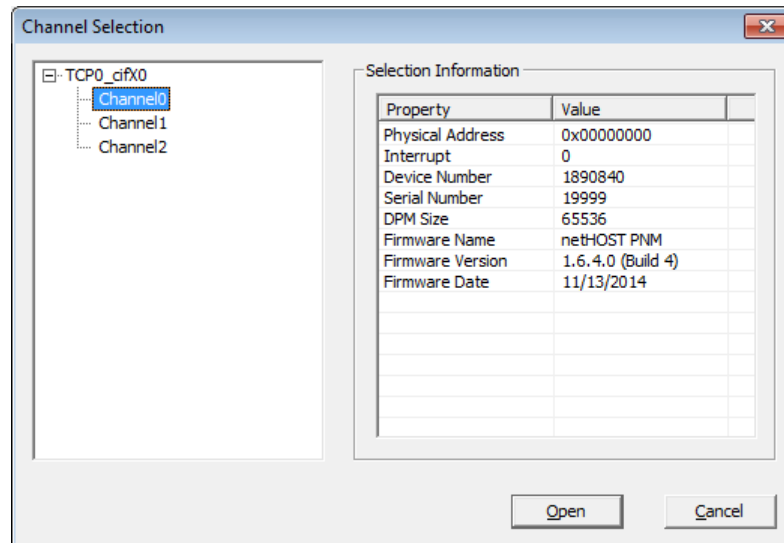 Channel Selection
TCP0_cifX0
Channel0
Channel1
Channel2
Selection Information
Property Value
Physical Address 0x00000000
Interrupt 0
Device Number 1890840
Serial Number 19999
DPM Size 65536
Firmware Name netHOST PNM
Firmware Version 1.6.4.0 (Build 4)
Firmware Date 11/13/2014
Open Cancel